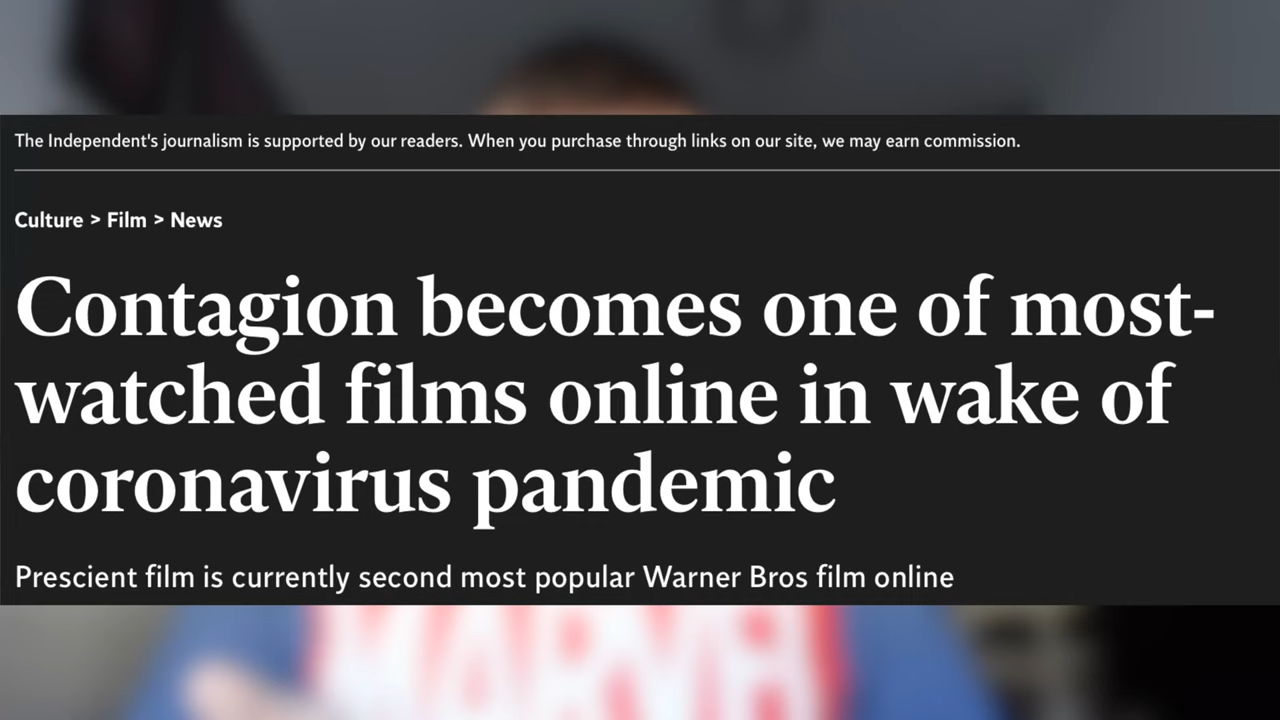 The Independent's journalism is supported by our readers. When you purchase through links on our site, we may earn commission.
Culture > Film > News
Contagion becomes one of most-
watched films online in wake of
coronavirus pandemic
Prescient film is currently second most popular Warner Bros film online
MARVEL